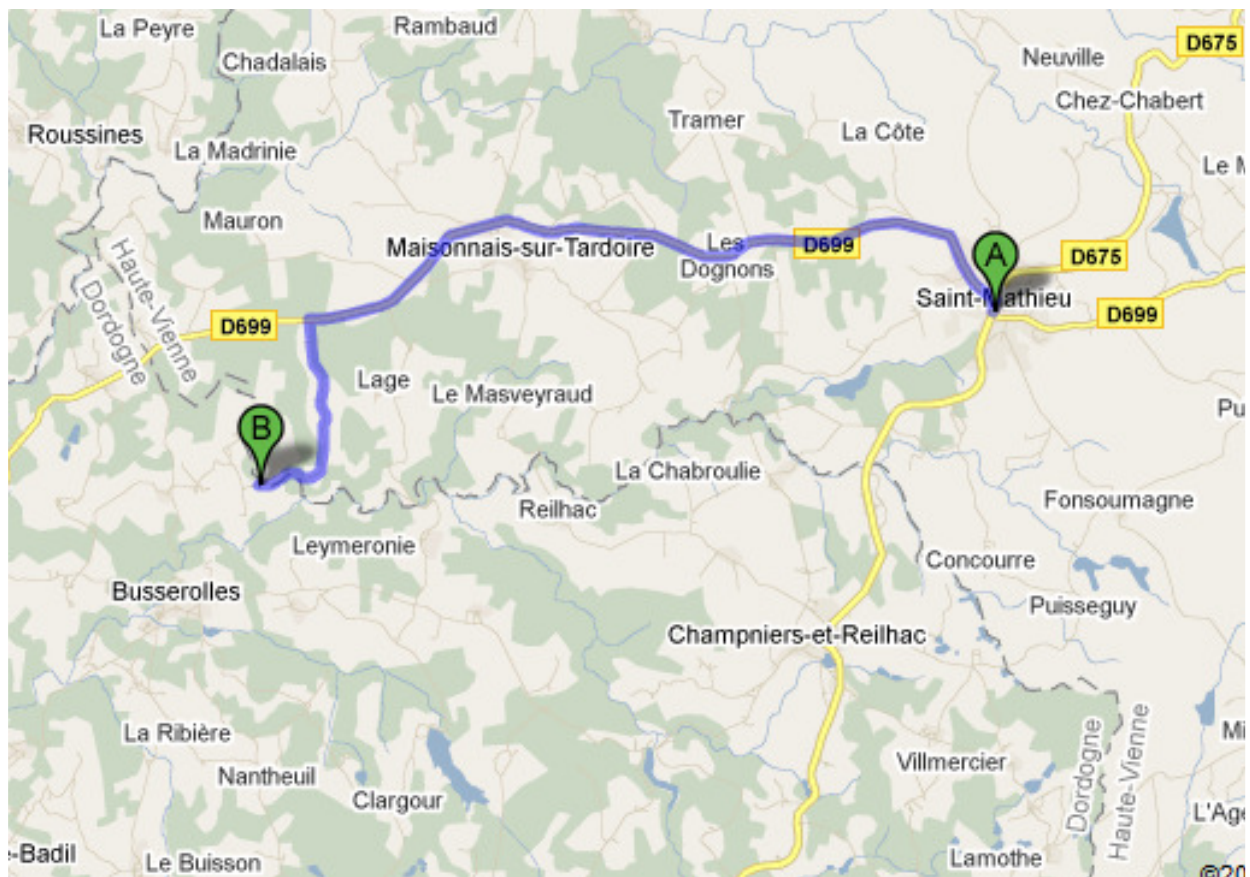 La Peyre
Rambaud
D675
Chadalais
Neuville
Chez-Chabert
Tramer
La Côte
Roussines
La Madrinie
Le M
Mauron
Maisonnais-sur-Tardoire
Les
Dognons
D699
A
D675
Saint-Mathieu
D699
Haute-Vienne
Dordogne
D699
Lage
Le Masveyraud
Pu
B
La Chabroulie
Reilhac
Fonsoumagne
Leymeronie
Concourre
Busserolles
Puisseguy
Champniers-et-Reilhac
La Ribière
Mi
Nantheuil
Villmercier
Clargour
Dordogne
Haute-Vienne
L'Age
e-Badil
Le Buisson
Lamothe
©20